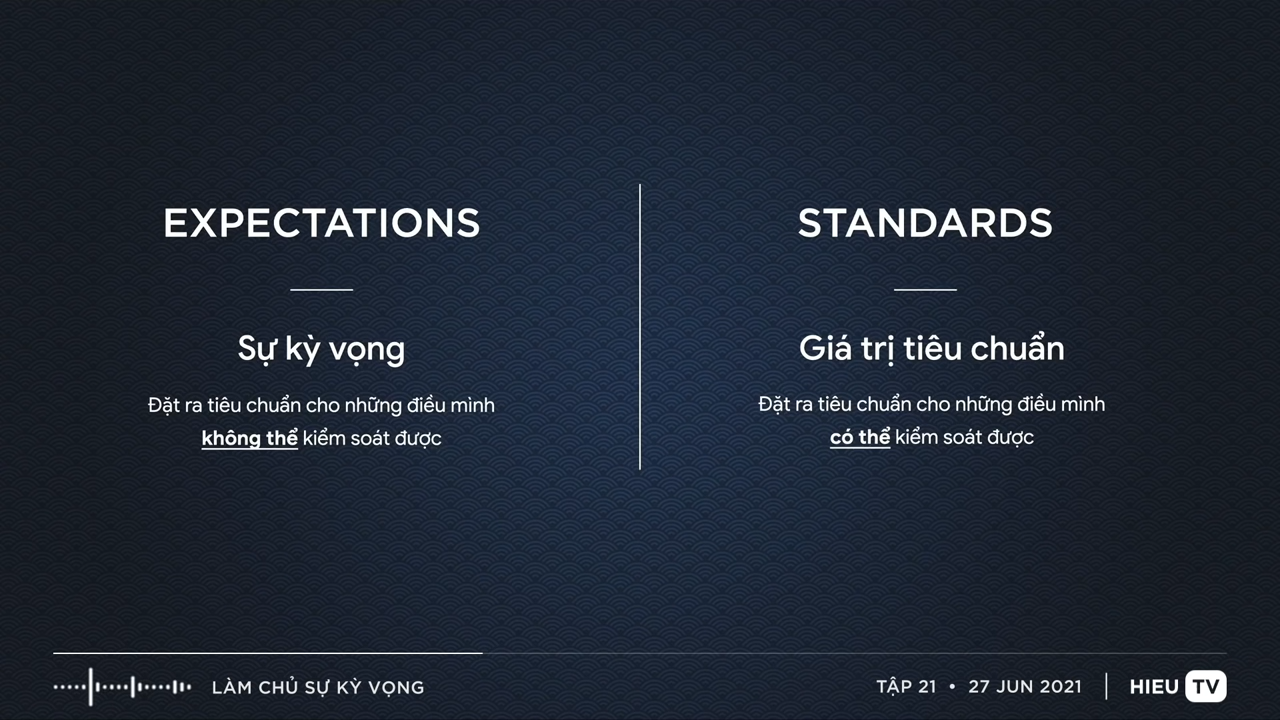 EXPECTATIONS
Sự kỳ vọng
Đặt ra tiêu chuẩn cho những điều mình
không thể kiểm soát được
STANDARDS
Giá trị tiêu chuẩn
Đặt ra tiêu chuẩn cho những điều mình
có thể kiểm soát được
LÀM CHỦ SỰ KỲ VỌNG
TẬP 21 • 27 JUN 2021
HIEU TV